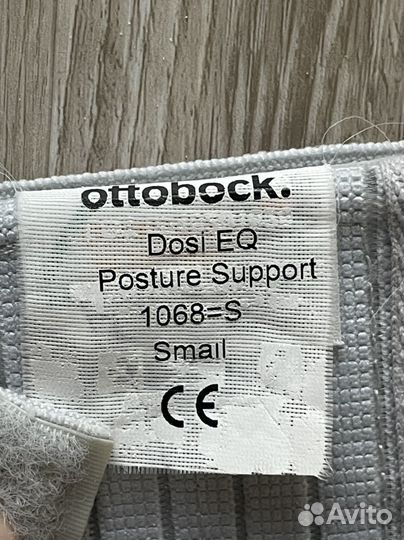 ottobock.
Dosi EQ
Posture Support
1068=S
Small
CE
Avito